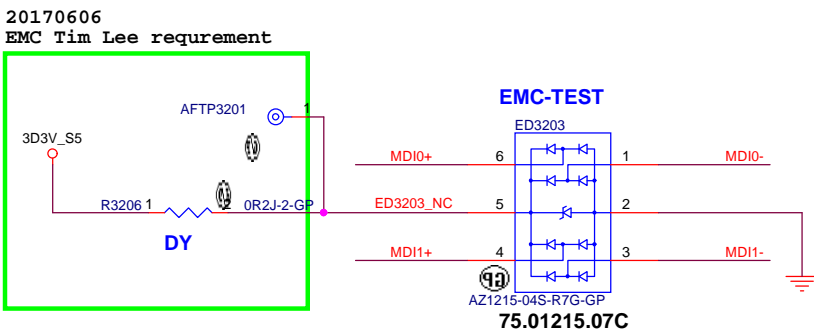 20170606
EMC Tim Lee requrement
AFTP3201
1
3D3V_S5
R3206
1
2
0R2J-2-GP
DY
EMC-TEST
ED3203
MDI0+
6
1
MDI0-
ED3203_NC
5
2
MDI1+
4
3
MDI1-
GP
AZ1215-04S-R7G-GP
75.01215.07C